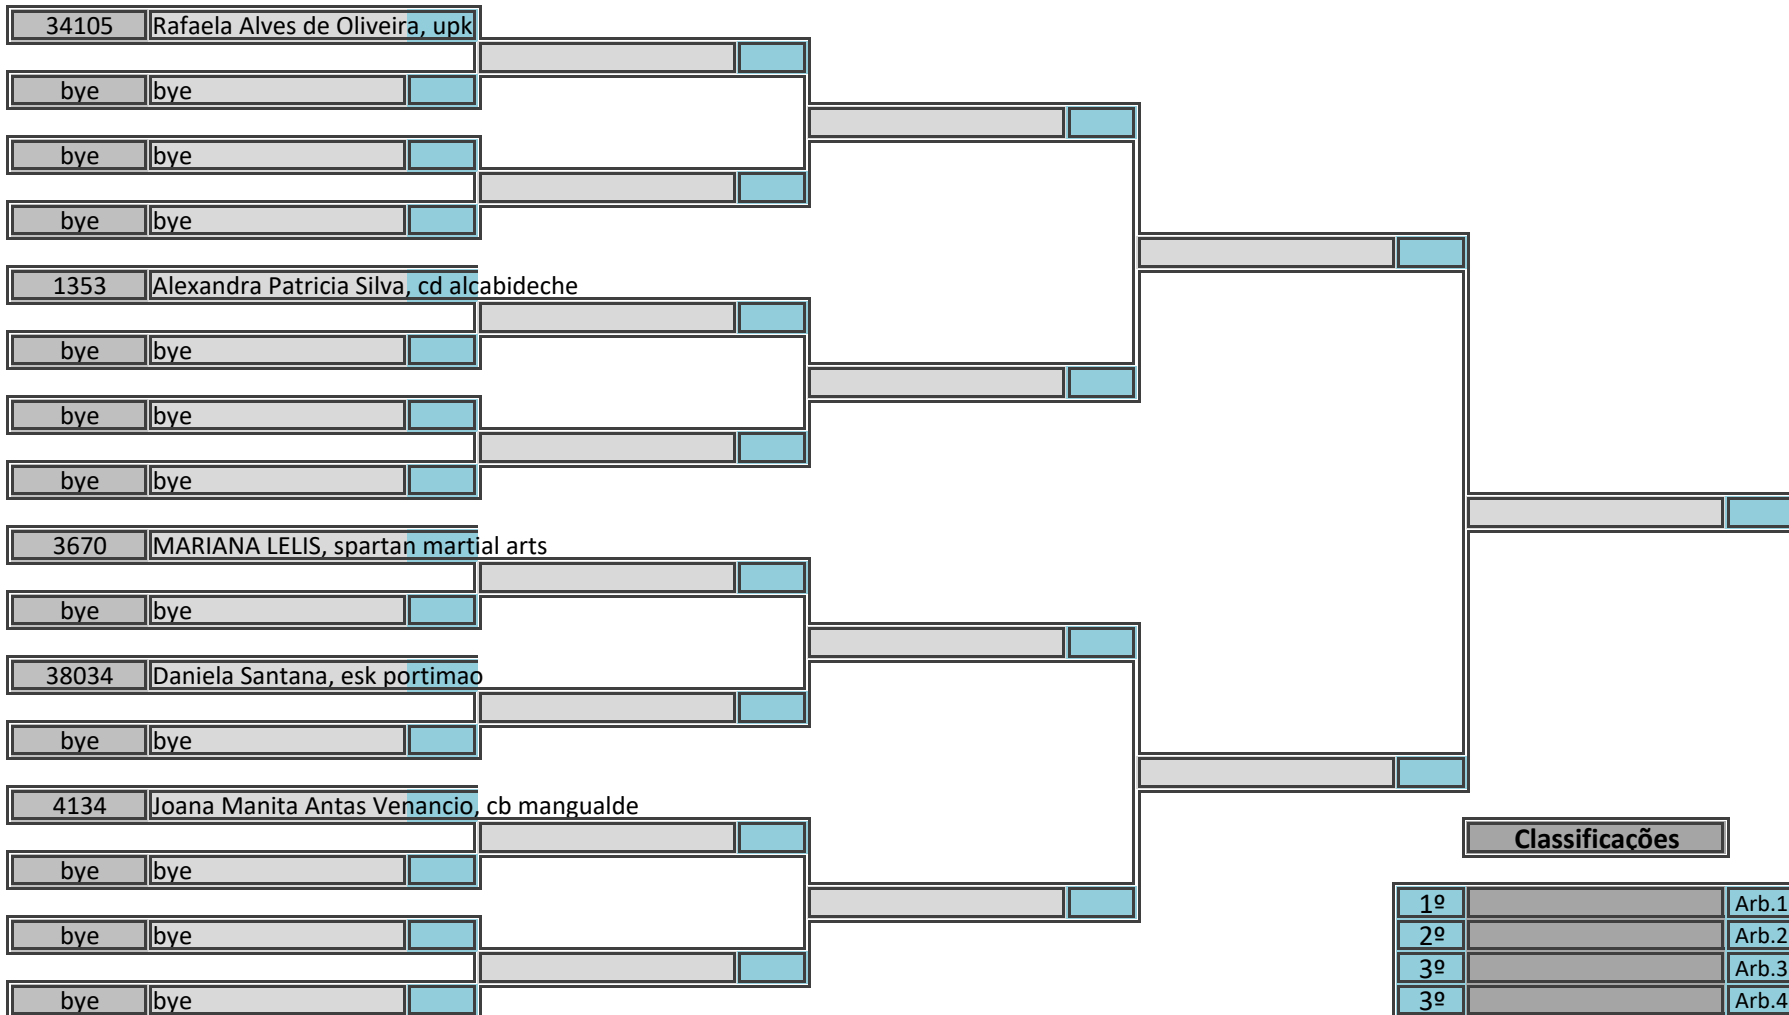 34105 Rafaela Alves de Oliveira, upk
bye bye
bye bye
bye bye
1353 Alexandra Patricia Silva, cd alcabideche
bye bye
bye bye
bye bye
3670 MARIANA LELIS, spartan martial arts
bye bye
38034 Daniela Santana, esk portimao
bye bye
4134 Joana Manita Antas Venancio, cb mangualde
bye bye
bye bye
bye bye
Classificações
1º Arb.1
2º Arb.2
3º Arb.3
3º Arb.4